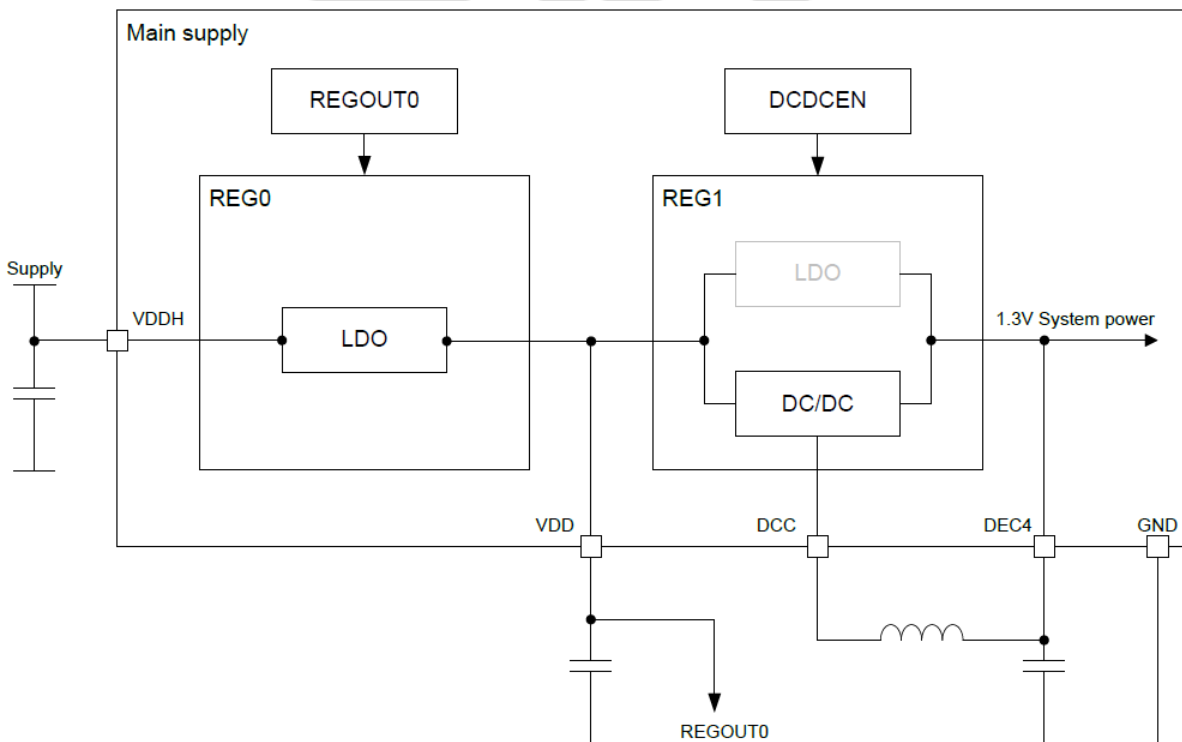 Main supply
REGOUT0
DCDCEN
REG0
REG1
Supply
VDDH
LDO
LDO
1.3V System power
DC/DC
VDD
DCC
DEC4
GND
REGOUT0